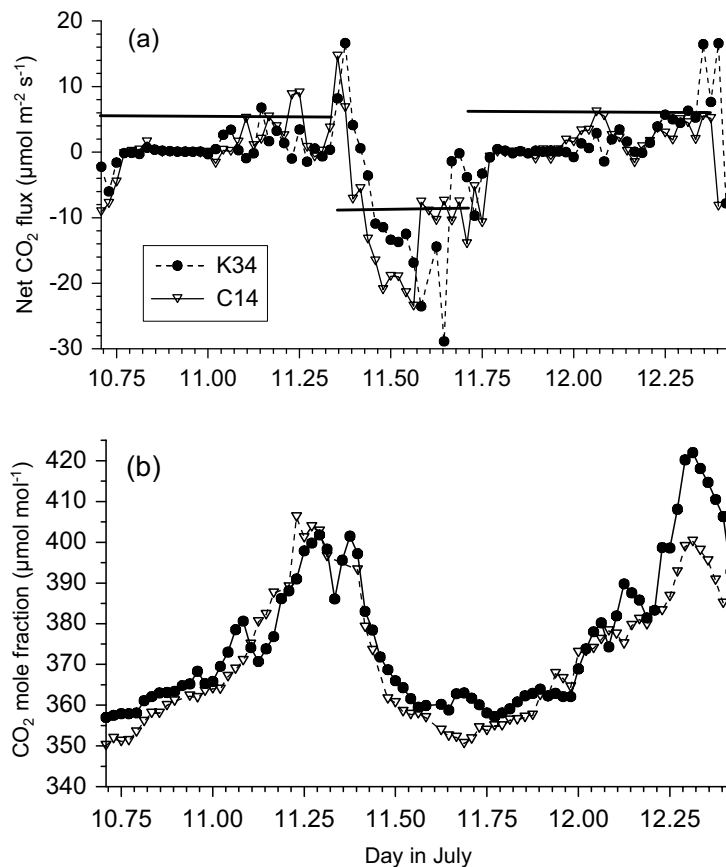 (a)
20
10
0
-10
-20
-30
Net CO₂ flux (μmol m⁻² s⁻¹)
K34
C14
10.75 11.00 11.25 11.50 11.75 12.00 12.25
(b)
420
410
400
390
380
370
360
350
340
CO₂ mole fraction (μmol mol⁻¹)
10.75 11.00 11.25 11.50 11.75 12.00 12.25
Day in July